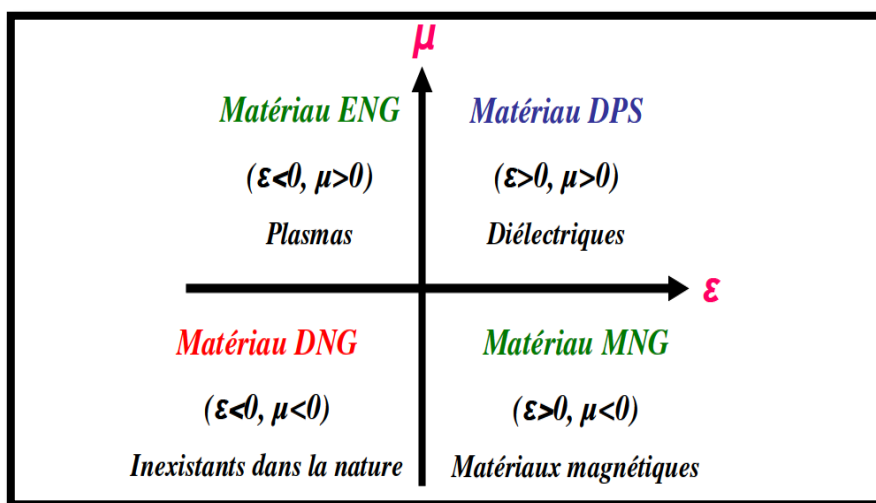 μ
Matériau ENG
(ε<0, μ>0)
Plasmas
Matériau DPS
(ε>0, μ>0)
Diélectriques
ε
Matériau DNG
(ε<0, μ<0)
Inexistants dans la nature
Matériau MNG
(ε>0, μ<0)
Matériaux magnétiques